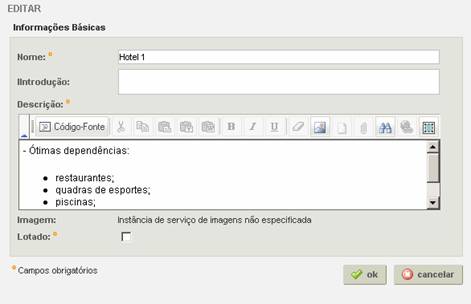 EDITAR
Informações Básicas
Nome: *
Hotel 1
IIntrodução:
Descrição: *
Código-Fonte B I U
- Ótimas dependências:
• restaurantes;
• quadras de esportes;
• piscinas;
Imagem: Instância de serviço de imagens não especificada
Lotado: *
* Campos obrigatórios
ok
cancelar